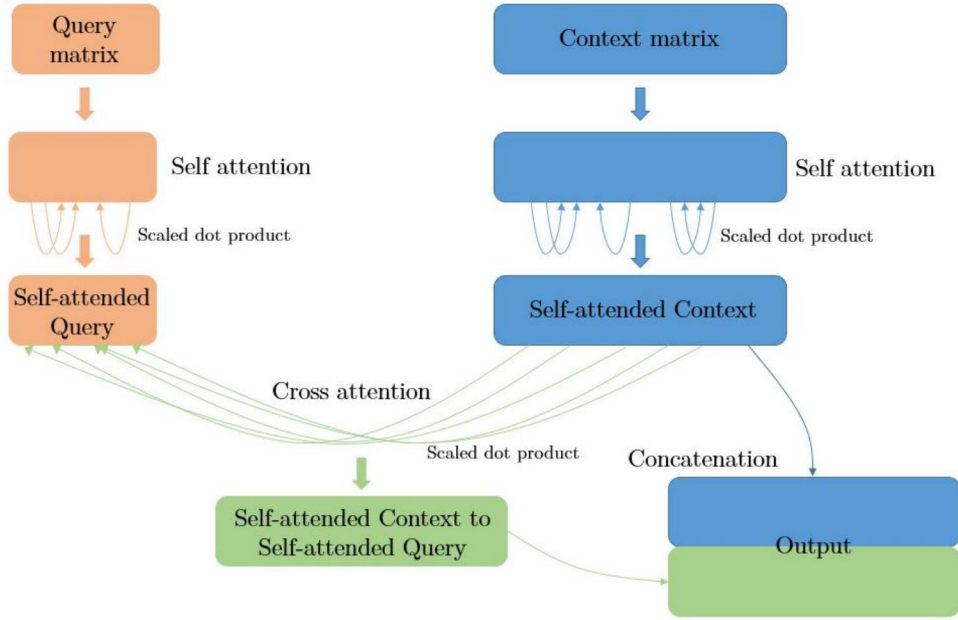 Query
matrix
Context matrix
Self attention
Self attention
Scaled dot product
Scaled dot product
Self-attended
Query
Self-attended Context
Cross attention
Scaled dot product
Concatenation
Self-attended Context to
Self-attended Query
Output